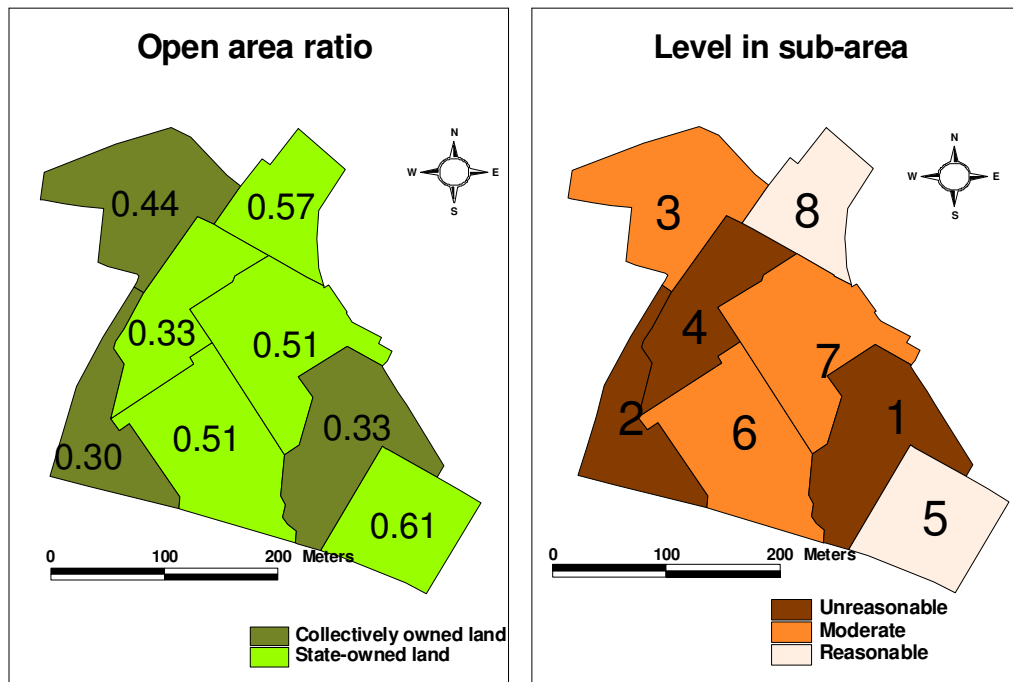 Open area ratio
N
W E
S
0.44
0.57
0.33
0.51
0.33
0.51
0.30
0.61
0 100 200 Meters
Collectively owned land
State-owned land
Level in sub-area
N
W E
S
3
8
4
7
2
6
1
5
0 100 200 Meters
Unreasonable
Moderate
Reasonable